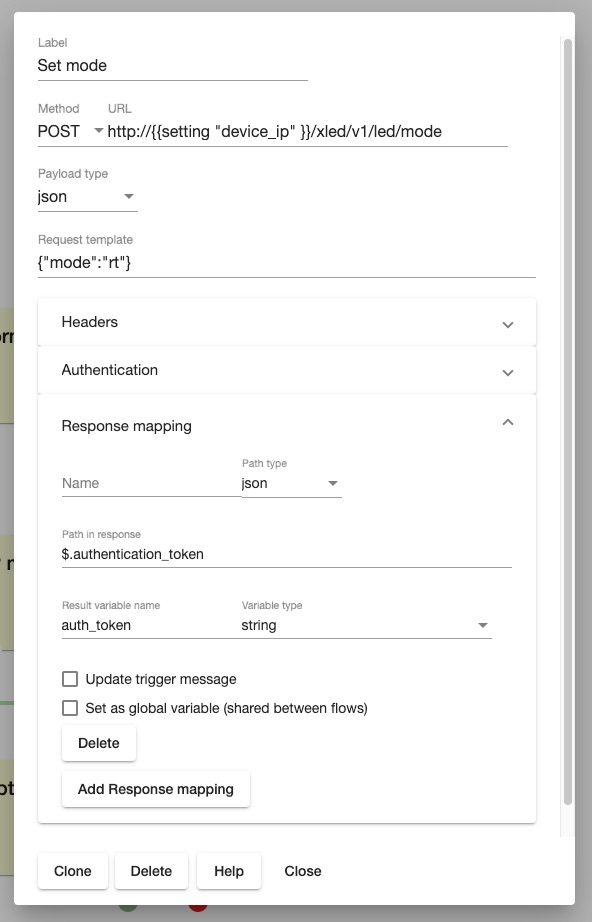 Label
Set mode
Method URL
POST http://{{setting "device_ip" }}/xled/v1/led/mode
Payload type
json
Request template
{"mode":"rt"}
Headers
Authentication
Response mapping
Path type
Name json
Path in response
$.authentication_token
Result variable name Variable type
auth_token string
Update trigger message
Set as global variable (shared between flows)
Delete
Add Response mapping
Clone Delete Help Close